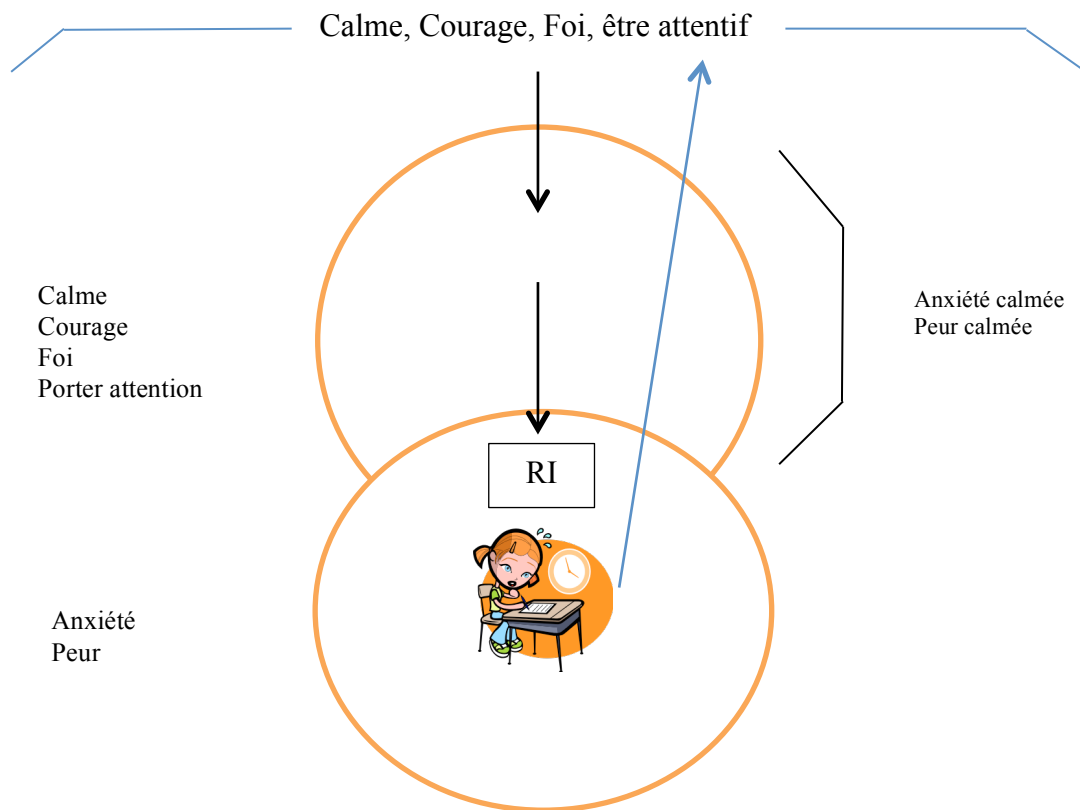 Calme, Courage, Foi, être attentif
Calme
Courage
Foi
Porter attention
Anxiété calmée
Peur calmée
RI
Anxiété
Peur